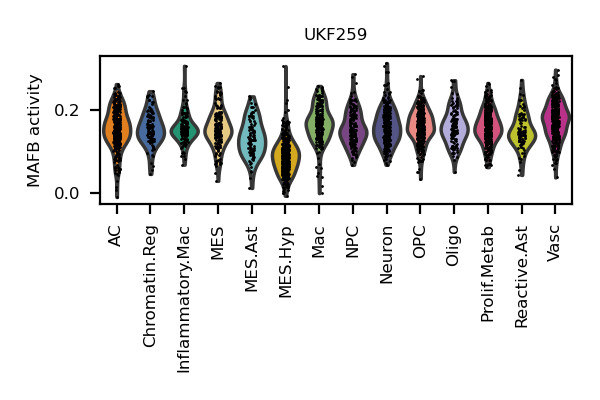 UKF259
MAFB activity
0.2
0.0
AC
Chromatin.Reg
Inflammatory.Mac
MES
MES.Ast
MES.Hyp
Mac
NPC
Neuron
OPC
Oligo
Prolif.Metab
Reactive.Ast
Vasc